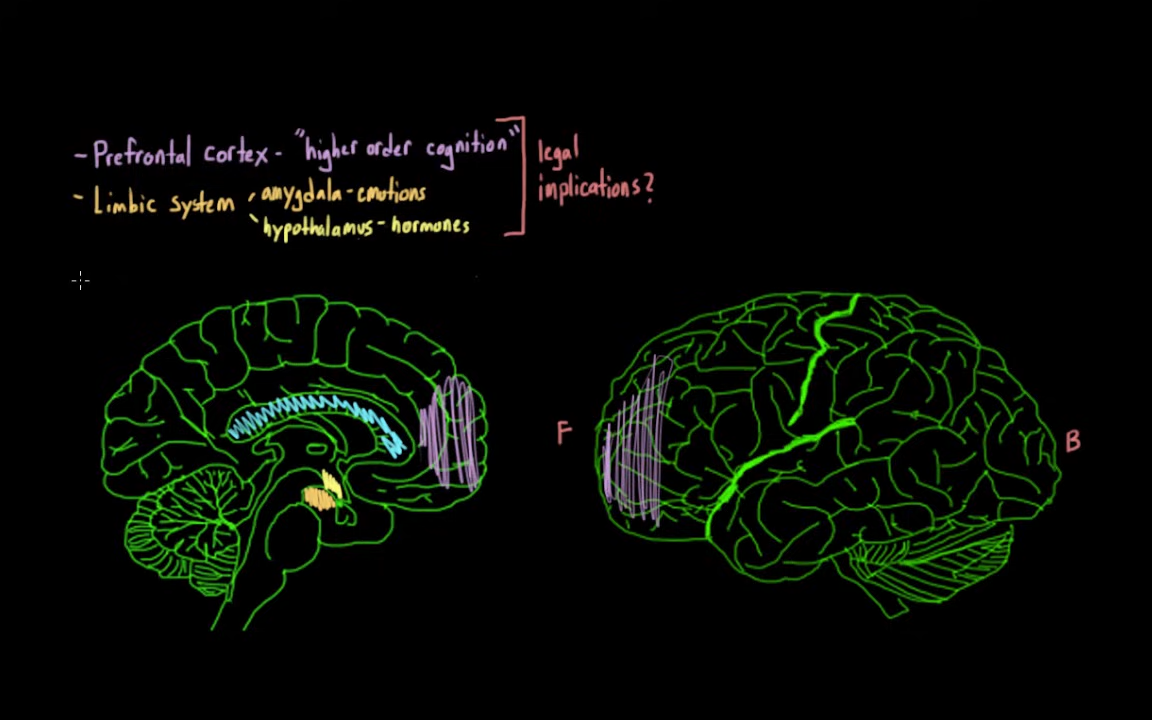 - Prefrontal cortex - "higher order cognition"
- Limbic system
amygdala - emotions
hypothalamus - hormones
legal
implications?
F
B